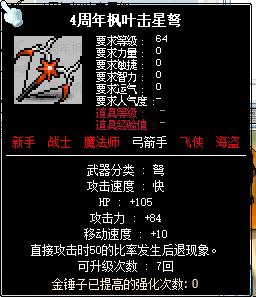 4周年枫叶击星弩
要求等级： 64
要求力量： 0
要求敏捷： 0
要求智力： 0
要求运气： 0
要求人气度： -
道具等级： -
道具经验值： -
新手 战士 魔法师 弓箭手 飞侠 海盗
武器分类 : 弩
攻击速度 : 快
HP : +105
攻击力 : +84
移动速度 : +10
直接攻击时50的比率发生后退现象。
可升级次数 : 7回
金锤子已提高的强化次数: 0